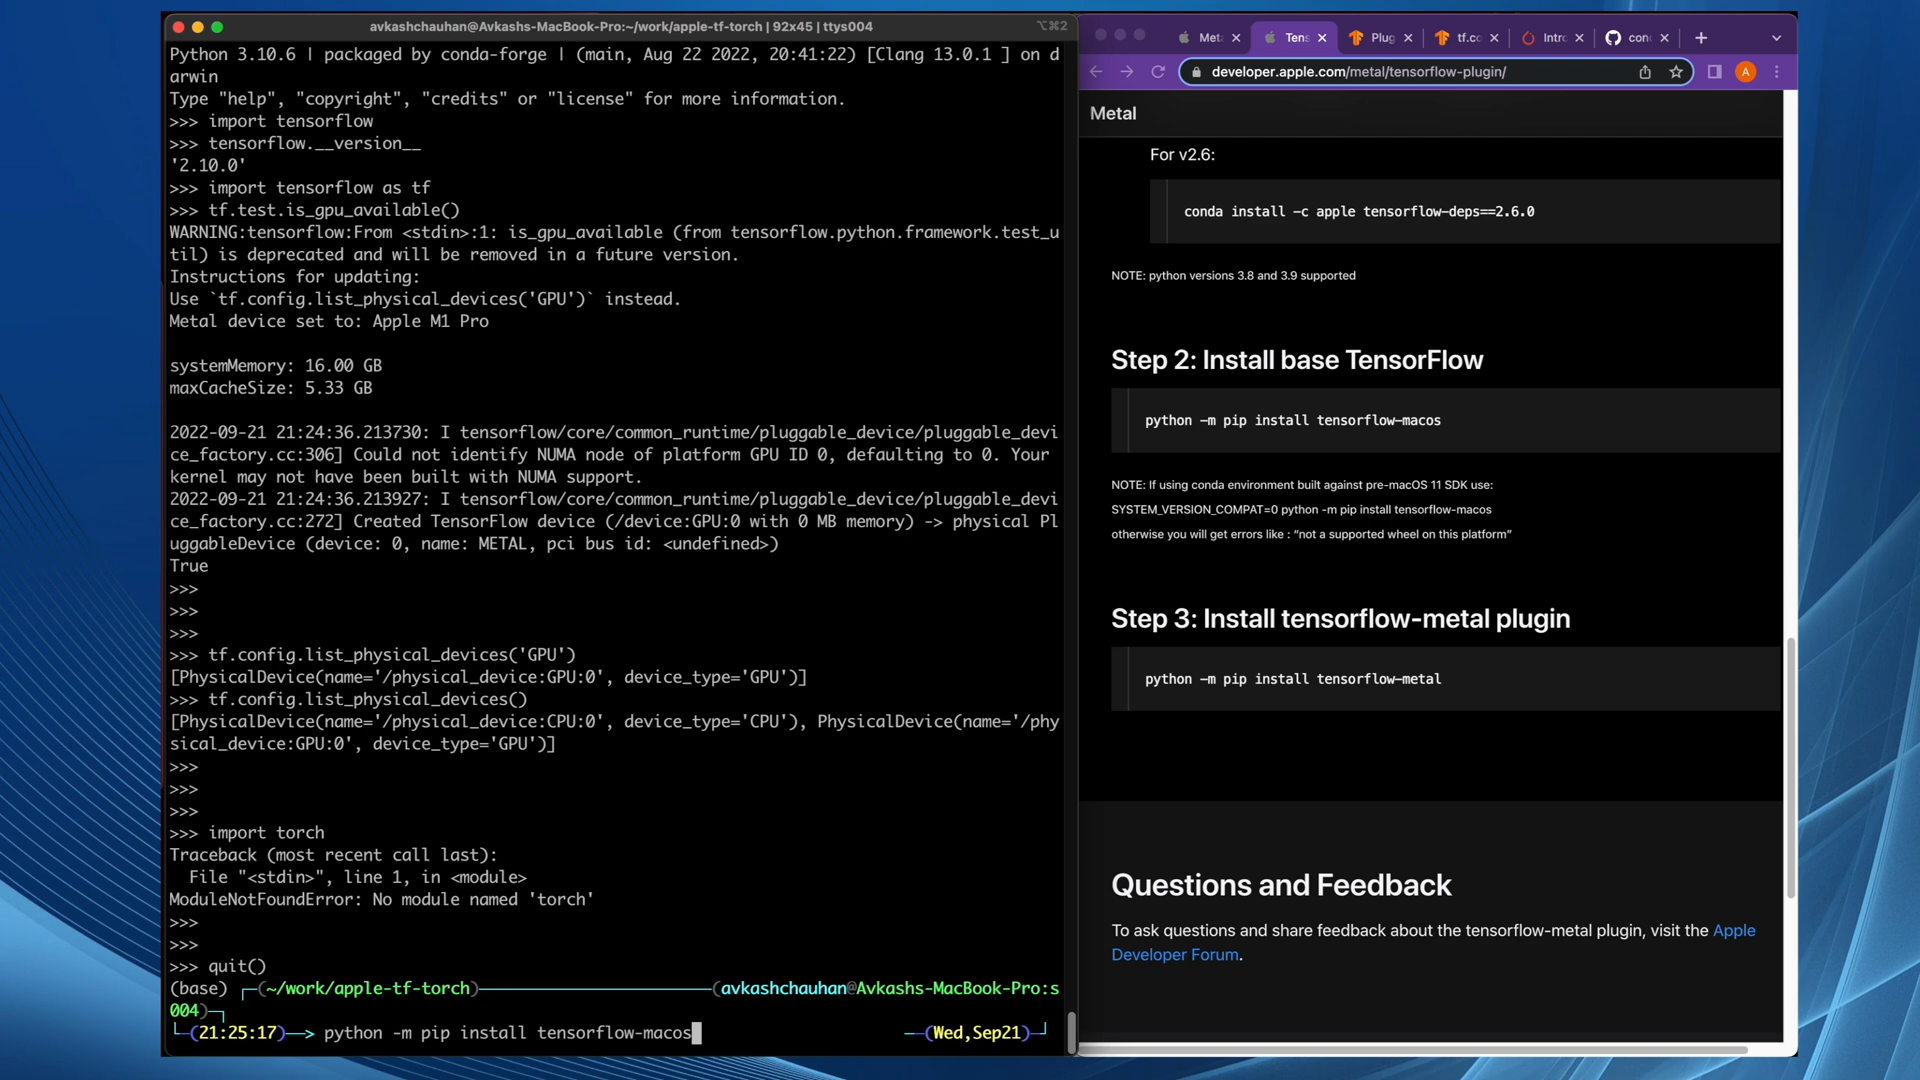 avkashchauhan@Avkashs-MacBook-Pro:~/work/apple-tf-torch | 92x45 | ttys004
⌥⌘2
Python 3.10.6 | packaged by conda-forge | (main, Aug 22 2022, 20:41:22) [Clang 13.0.1 ] on d
arwin
Type "help", "copyright", "credits" or "license" for more information.
>>> import tensorflow
>>> tensorflow.__version__
'2.10.0'
>>> import tensorflow as tf
>>> tf.test.is_gpu_available()
WARNING:tensorflow:From <stdin>:1: is_gpu_available (from tensorflow.python.framework.test_u
til) is deprecated and will be removed in a future version.
Instructions for updating:
Use `tf.config.list_physical_devices('GPU')` instead.
Metal device set to: Apple M1 Pro
systemMemory: 16.00 GB
maxCacheSize: 5.33 GB
2022-09-21 21:24:36.213730: I tensorflow/core/common_runtime/pluggable_device/pluggable_devi
ce_factory.cc:306] Could not identify NUMA node of platform GPU ID 0, defaulting to 0. Your
kernel may not have been built with NUMA support.
2022-09-21 21:24:36.213927: I tensorflow/core/common_runtime/pluggable_device/pluggable_devi
ce_factory.cc:272] Created TensorFlow device (/device:GPU:0 with 0 MB memory) -> physical Pl
uggableDevice (device: 0, name: METAL, pci bus id: <undefined>)
True
>>>
>>>
>>>
>>> tf.config.list_physical_devices('GPU')
[PhysicalDevice(name='/physical_device:GPU:0', device_type='GPU')]
>>> tf.config.list_physical_devices()
[PhysicalDevice(name='/physical_device:CPU:0', device_type='CPU'), PhysicalDevice(name='/phy
sical_device:GPU:0', device_type='GPU')]
>>>
>>>
>>>
>>> import torch
Traceback (most recent call last):
  File "<stdin>", line 1, in <module>
ModuleNotFoundError: No module named 'torch'
>>>
>>>
>>> quit()
(base) ┌─(~/work/apple-tf-torch)────────────────────────(avkashchauhan@Avkashs-MacBook-Pro:s
004)─┐
└─(21:25:17)──> python -m pip install tensorflow-macos ──(Wed,Sep21)─┘
Met
Tens
Plug
tf.co
Intro
con
developer.apple.com/metal/tensorflow-plugin/
A
Metal
For v2.6:
conda install -c apple tensorflow-deps==2.6.0
NOTE: python versions 3.8 and 3.9 supported
Step 2: Install base TensorFlow
python -m pip install tensorflow-macos
NOTE: If using conda environment built against pre-macOS 11 SDK use:
SYSTEM_VERSION_COMPAT=0 python -m pip install tensorflow-macos
otherwise you will get errors like : “not a supported wheel on this platform”
Step 3: Install tensorflow-metal plugin
python -m pip install tensorflow-metal
Questions and Feedback
To ask questions and share feedback about the tensorflow-metal plugin, visit the Apple
Developer Forum.